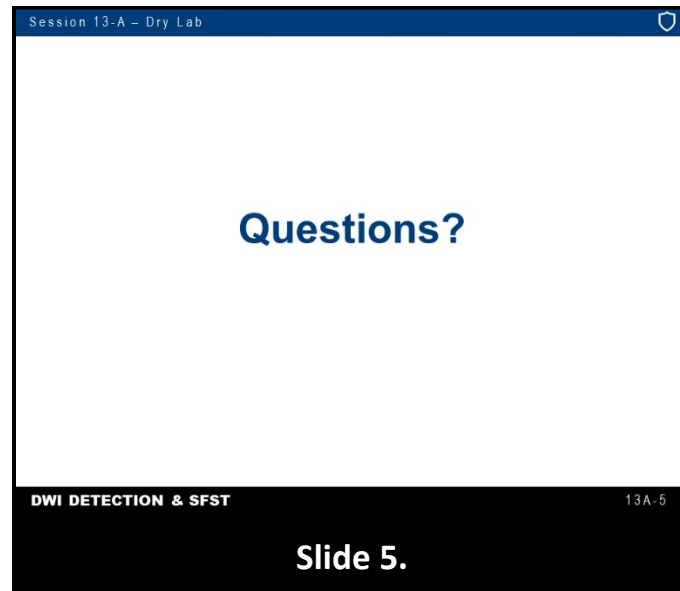 Session 13-A – Dry Lab
Questions?
DWI DETECTION & SFST
13A-5
Slide 5.